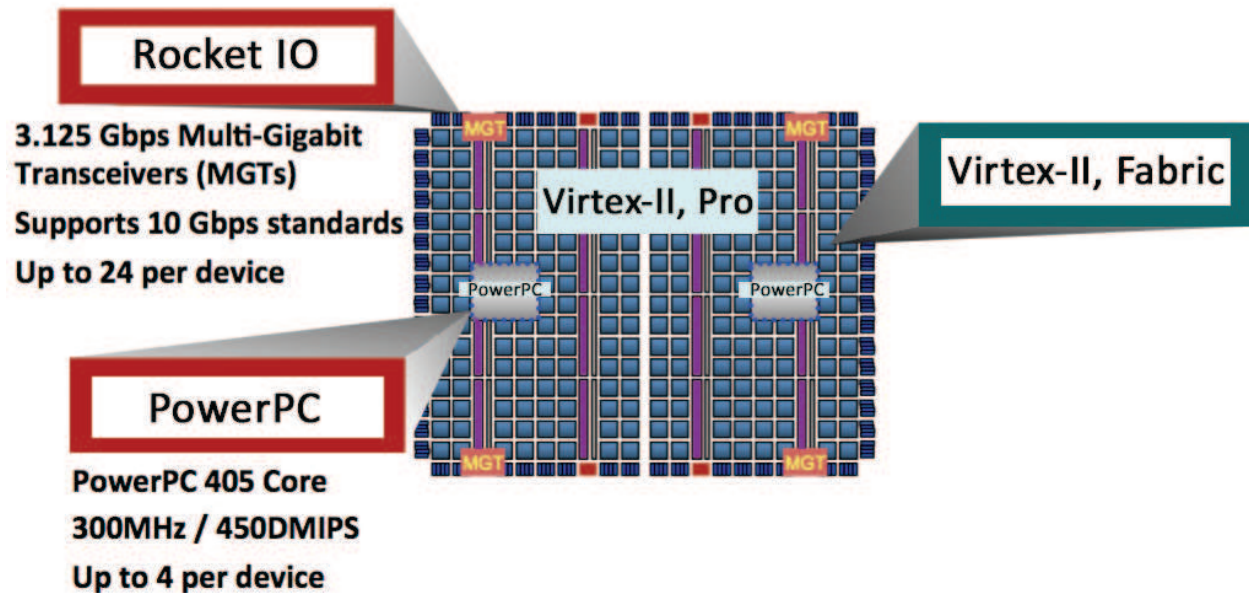 Rocket IO
3.125 Gbps Multi-Gigabit
Transceivers (MGTs)
Supports 10 Gbps standards
Up to 24 per device
MGT
MGT
Virtex-II, Pro
Virtex-II, Fabric
PowerPC
PowerPC
PowerPC
MGT
MGT
PowerPC 405 Core
300MHz / 450DMIPS
Up to 4 per device